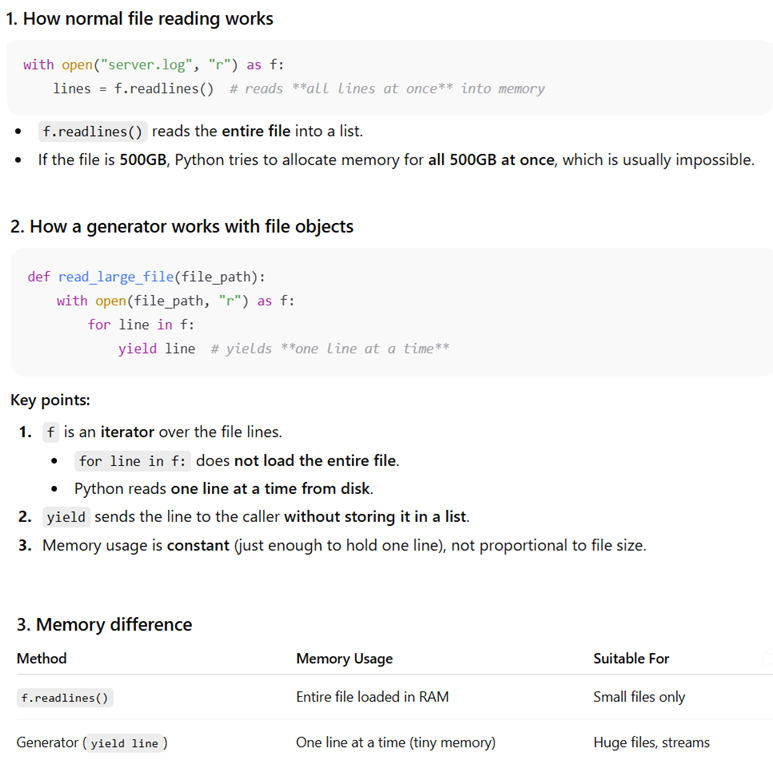 1. How normal file reading works
with open("server.log", "r") as f:
    lines = f.readlines()  # reads **all lines at once** into memory
• f.readlines() reads the entire file into a list.
• If the file is 500GB, Python tries to allocate memory for all 500GB at once, which is usually impossible.
2. How a generator works with file objects
def read_large_file(file_path):
    with open(file_path, "r") as f:
        for line in f:
            yield line  # yields **one line at a time**
Key points:
1. f is an iterator over the file lines.
• for line in f: does not load the entire file.
• Python reads one line at a time from disk.
2. yield sends the line to the caller without storing it in a list.
3. Memory usage is constant (just enough to hold one line), not proportional to file size.
3. Memory difference
Method Memory Usage Suitable For
f.readlines() Entire file loaded in RAM Small files only
Generator ( yield line ) One line at a time (tiny memory) Huge files, streams